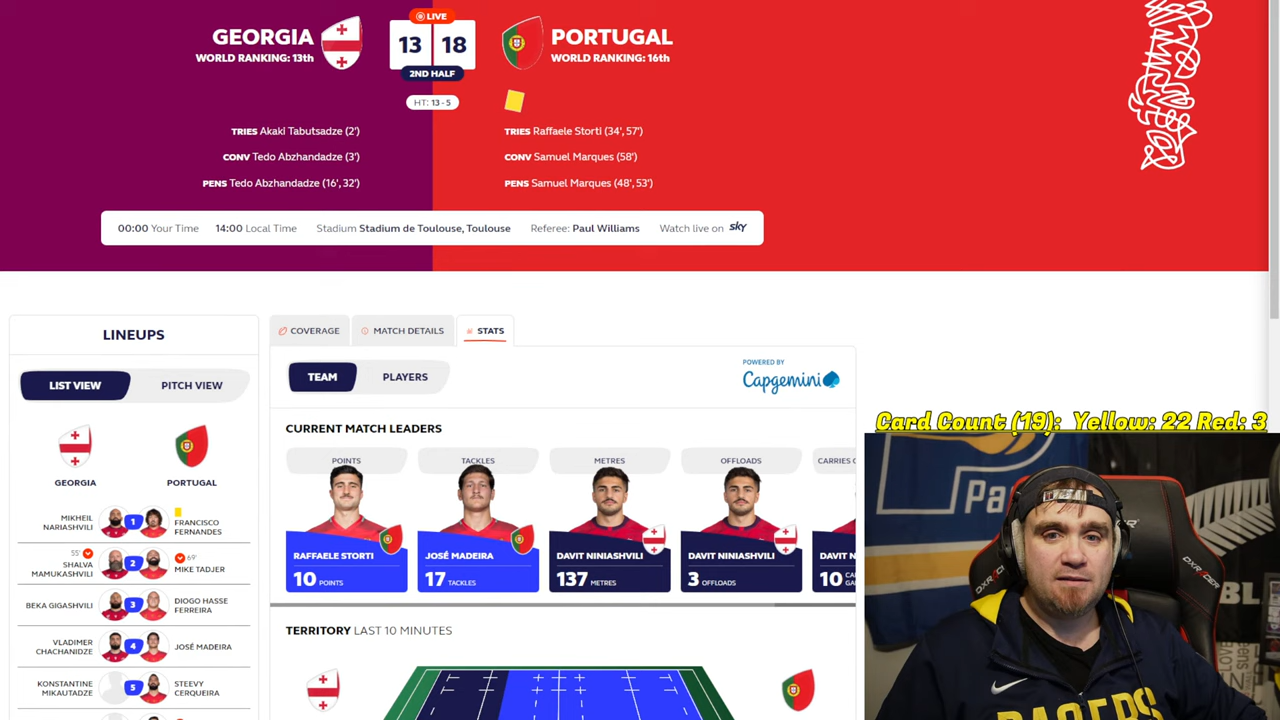 LIVE
GEORGIA
WORLD RANKING: 13th
13 18
2ND HALF
HT: 13 - 5
PORTUGAL
WORLD RANKING: 16th
TRIES Akaki Tabutsadze (2')
CONV Tedo Abzhandadze (3')
PENS Tedo Abzhandadze (16', 32')
TRIES Raffaele Storti (34', 57')
CONV Samuel Marques (58')
PENS Samuel Marques (48', 53')
00:00 Your Time 14:00 Local Time Stadium Stadium de Toulouse, Toulouse Referee: Paul Williams Watch live on sky
LINEUPS
LIST VIEW PITCH VIEW
GEORGIA PORTUGAL
MIKHEIL
NARIASHVILI
1
FRANCISCO
FERNANDES
55'
SHALVA
MAMUKASHVILI
2
69'
MIKE TADJER
BEKA GIGASHVILI
3
DIOGO HASSE
FERREIRA
VLADIMER
CHACHANIDZE
4
JOSÉ MADEIRA
KONSTANTINE
MIKAUTADZE
5
STEEVY
CERQUEIRA
COVERAGE MATCH DETAILS STATS
TEAM PLAYERS
POWERED BY
Capgemini
CURRENT MATCH LEADERS
POINTS
RAFFAELE STORTI
10 POINTS
TACKLES
JOSÉ MADEIRA
17 TACKLES
METRES
DAVIT NINIASHVILI
137 METRES
OFFLOADS
DAVIT NINIASHVILI
3 OFFLOADS
CARRIES
DAVIT N
10
TERRITORY LAST 10 MINUTES
Card Count (19): Yellow: 22 Red: 3
Pa
DXRACER
PACERS